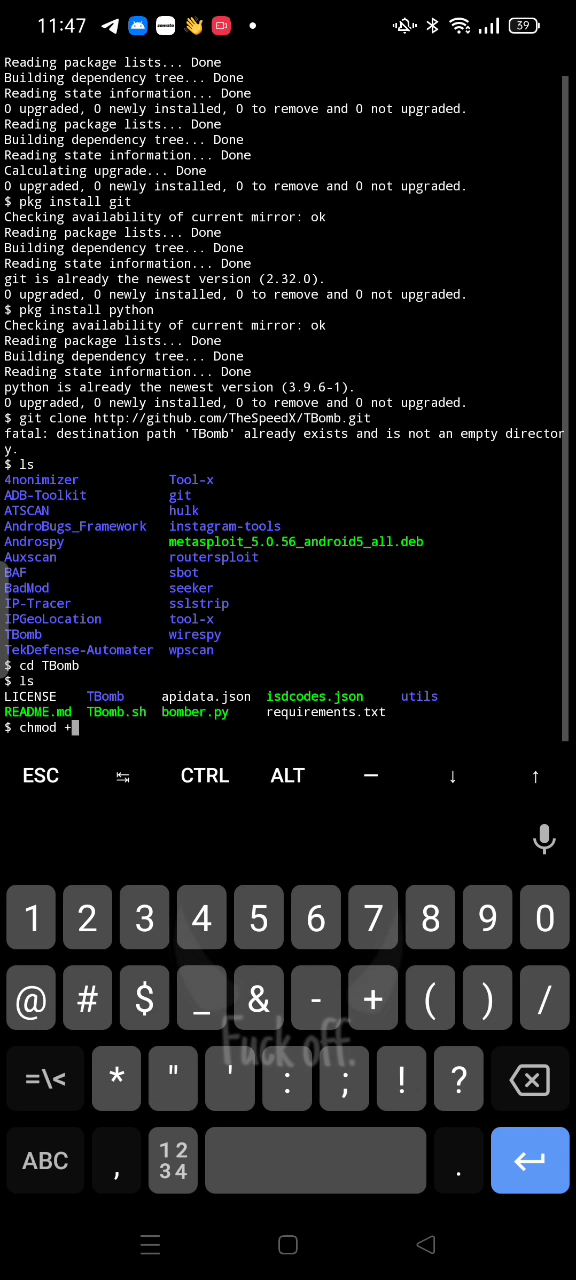 11:47
39
Reading package lists... Done
Building dependency tree... Done
Reading state information... Done
0 upgraded, 0 newly installed, 0 to remove and 0 not upgraded.
Reading package lists... Done
Building dependency tree... Done
Reading state information... Done
Calculating upgrade... Done
0 upgraded, 0 newly installed, 0 to remove and 0 not upgraded.
$ pkg install git
Checking availability of current mirror: ok
Reading package lists... Done
Building dependency tree... Done
Reading state information... Done
git is already the newest version (2.32.0).
0 upgraded, 0 newly installed, 0 to remove and 0 not upgraded.
$ pkg install python
Checking availability of current mirror: ok
Reading package lists... Done
Building dependency tree... Done
Reading state information... Done
python is already the newest version (3.9.6-1).
0 upgraded, 0 newly installed, 0 to remove and 0 not upgraded.
$ git clone http://github.com/TheSpeedX/TBomb.git
fatal: destination path 'TBomb' already exists and is not an empty director
y.
$ ls
4nonimizer Tool-x
ADB-Toolkit git
ATSCAN hulk
AndroBugs_Framework instagram-tools
Androspy metasploit_5.0.56_android5_all.deb
Auxscan routersploit
BAF sbot
BadMod seeker
IP-Tracer sslstrip
IPGeoLocation tool-x
TBomb wirespy
TekDefense-Automater wpscan
$ cd TBomb
$ ls
LICENSE TBomb apidata.json isdcodes.json utils
README.md TBomb.sh bomber.py requirements.txt
$ chmod +
ESC ↹ CTRL ALT — ↓ ↑
1 2 3 4 5 6 7 8 9 0
@ # $ _ & - + ( ) /
Fuck off.
=\< * " ' : ; ! ?
ABC , 1 2 3 4 .